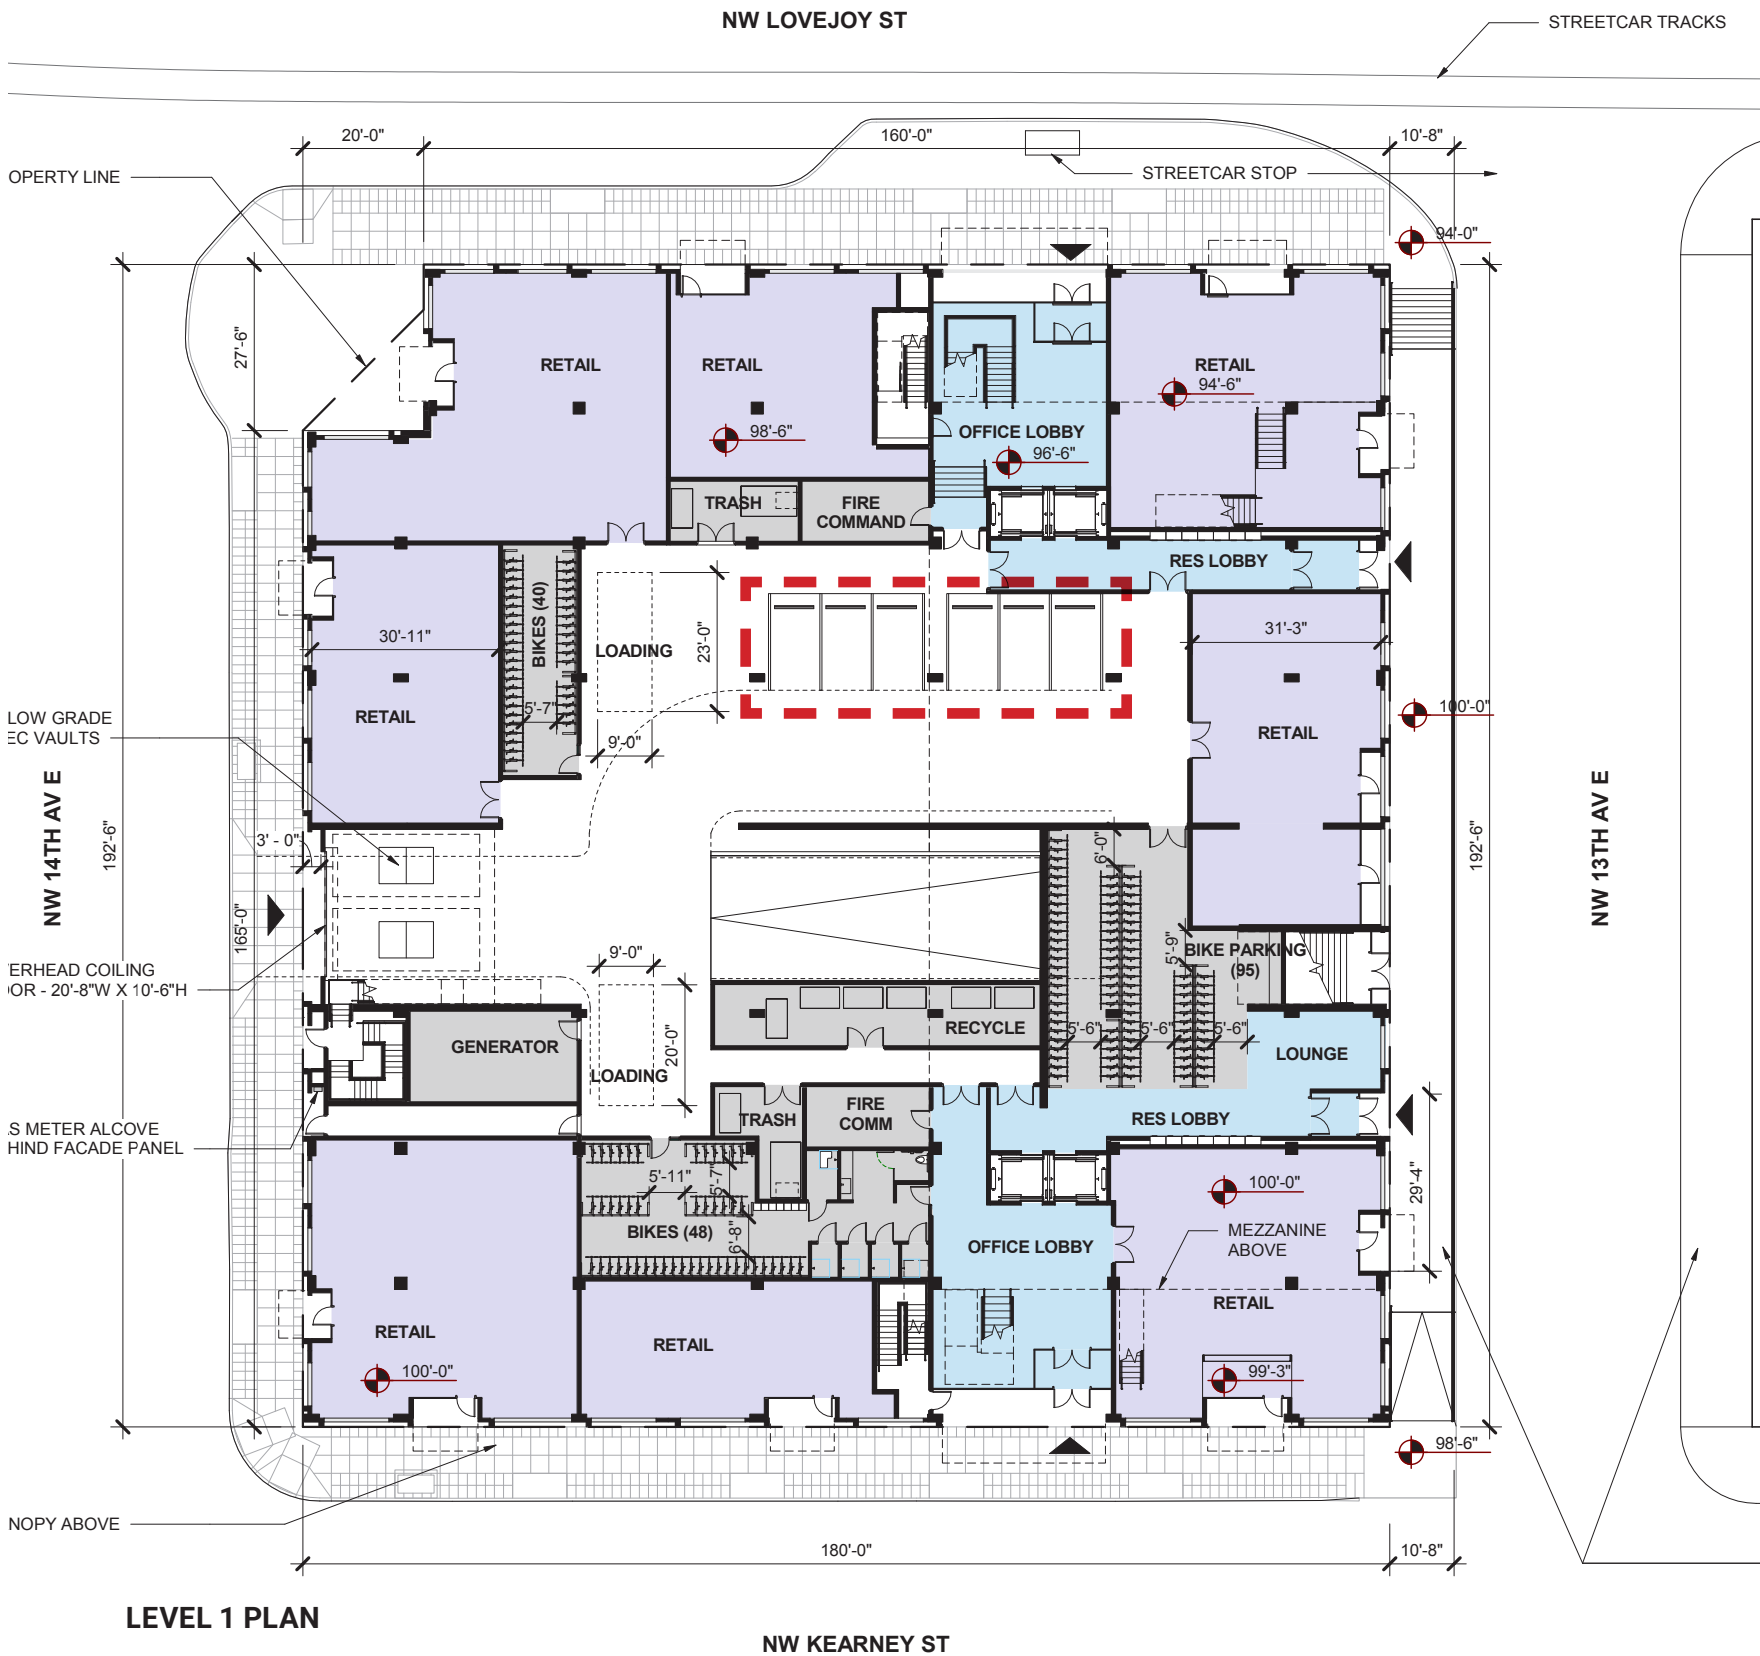 NW LOVEJOY ST
STREETCAR TRACKS
20'-0"
160'-0"
10'-8"
OPERTY LINE
STREETCAR STOP
94'-0"
27'-6"
RETAIL
RETAIL
RETAIL
94'-6"
98'-6"
OFFICE LOBBY
96'-6"
TRASH
FIRE
COMMAND
RES LOBBY
BIKES (40)
30'-11"
LOADING
23'-0"
31'-3"
RETAIL
5'-7"
9'-0"
RETAIL
100'-0"
LOW GRADE
EC VAULTS
NW 14TH AV E
192'-6"
3' - 0"
165'-0"
6'-0"
192'-6"
NW 13TH AV E
ERHEAD COILING
OOR - 20'-8"W X 10'-6"H
9'-0"
5'-9"
BIKE PARKING
(95)
RECYCLE
5'-6"
5'-6"
5'-6"
GENERATOR
LOADING
20'-0"
LOUNGE
AS METER ALCOVE
HIND FACADE PANEL
TRASH
FIRE
COMM
RES LOBBY
5'-11"
5'-7"
100'-0"
29'-4"
BIKES (48)
6'-8"
OFFICE LOBBY
MEZZANINE
ABOVE
RETAIL
RETAIL
RETAIL
100'-0"
99'-3"
98'-6"
NOPY ABOVE
180'-0"
10'-8"
LEVEL 1 PLAN
NW KEARNEY ST